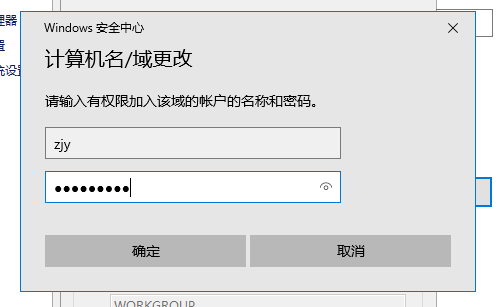 理器
Windows 安全中心
计算机名/域更改
置
统设置
请输入有权限加入该域的帐户的名称和密码。
zjy
●●●●●●●●●
确定
取消
WORKGROUP